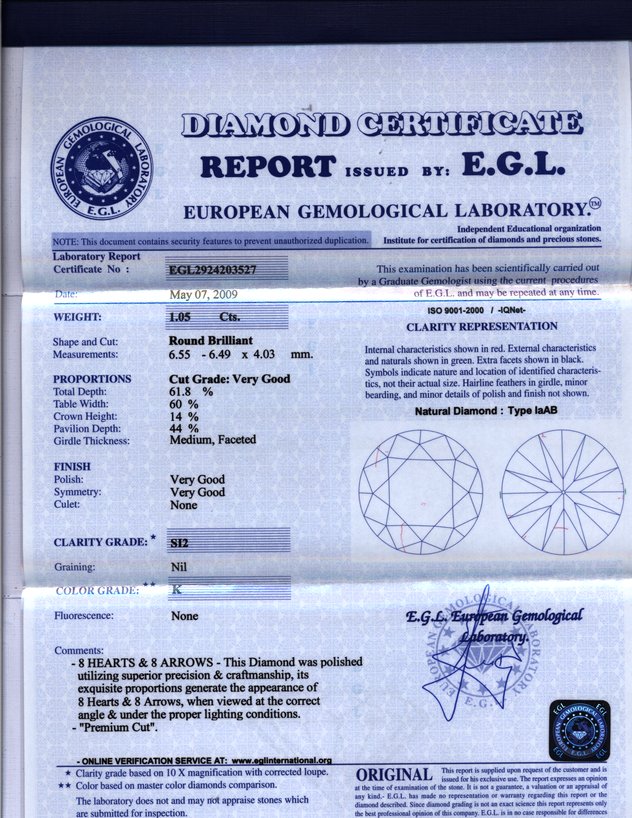 DIAMOND CERTIFICATE
REPORT ISSUED BY: E.G.L.
EUROPEAN GEMOLOGICAL LABORATORY.™
EUROPEAN GEMOLOGICAL LABORATORY
E.G.L.
Independent Educational organization
Institute for certification of diamonds and precious stones.
NOTE: This document contains security features to prevent unauthorized duplication.
Laboratory Report
Certificate No : EGL2924203527
Date: May 07, 2009
WEIGHT: 1.05 Cts.
Shape and Cut: Round Brilliant
Measurements: 6.55 - 6.49 x 4.03 mm.
PROPORTIONS Cut Grade: Very Good
Total Depth: 61.8 %
Table Width: 60 %
Crown Height: 14 %
Pavilion Depth: 44 %
Girdle Thickness: Medium, Faceted
FINISH
Polish: Very Good
Symmetry: Very Good
Culet: None
CLARITY GRADE: * SI2
Graining: Nil
COLOR GRADE: ** K
Fluorescence: None
Comments:
- 8 HEARTS & 8 ARROWS - This Diamond was polished
utilizing superior precision & craftmanship, its
exquisite proportions generate the appearance of
8 Hearts & 8 Arrows, when viewed at the correct
angle & under the proper lighting conditions.
- "Premium Cut".
- ONLINE VERIFICATION SERVICE AT: www.eglinternational.org
* Clarity grade based on 10 X magnification with corrected loupe.
** Color based on master color diamonds comparison.
The laboratory does not and may not appraise stones which
are submitted for inspection.
This examination has been scientifically carried out
by a Graduate Gemologist using the current procedures
of E.G.L. and may be repeated at any time.
ISO 9001-2000 / -IQNet-
CLARITY REPRESENTATION
Internal characteristics shown in red. External characteristics
and naturals shown in green. Extra facets shown in black.
Symbols indicate nature and location of identified characteris-
tics, not their actual size. Hairline feathers in girdle, minor
bearding, and minor details of polish and finish not shown.
Natural Diamond : Type IaAB
E.G.L. European Gemological
Laboratory.
EGL
ORIGINAL
This report is supplied upon request of the customer and is
issued for his exclusive use. The report expresses an opinion
at the time of examination of the stone. It is not a guarantee, a valuation or an appraisal of
any kind.- E.G.L. has made no representation or warranty regarding this report or the
diamond described. Since diamond grading is not an exact science this report represents only
the best professional opinion of this company. E.G.L. is in no case responsible for differences